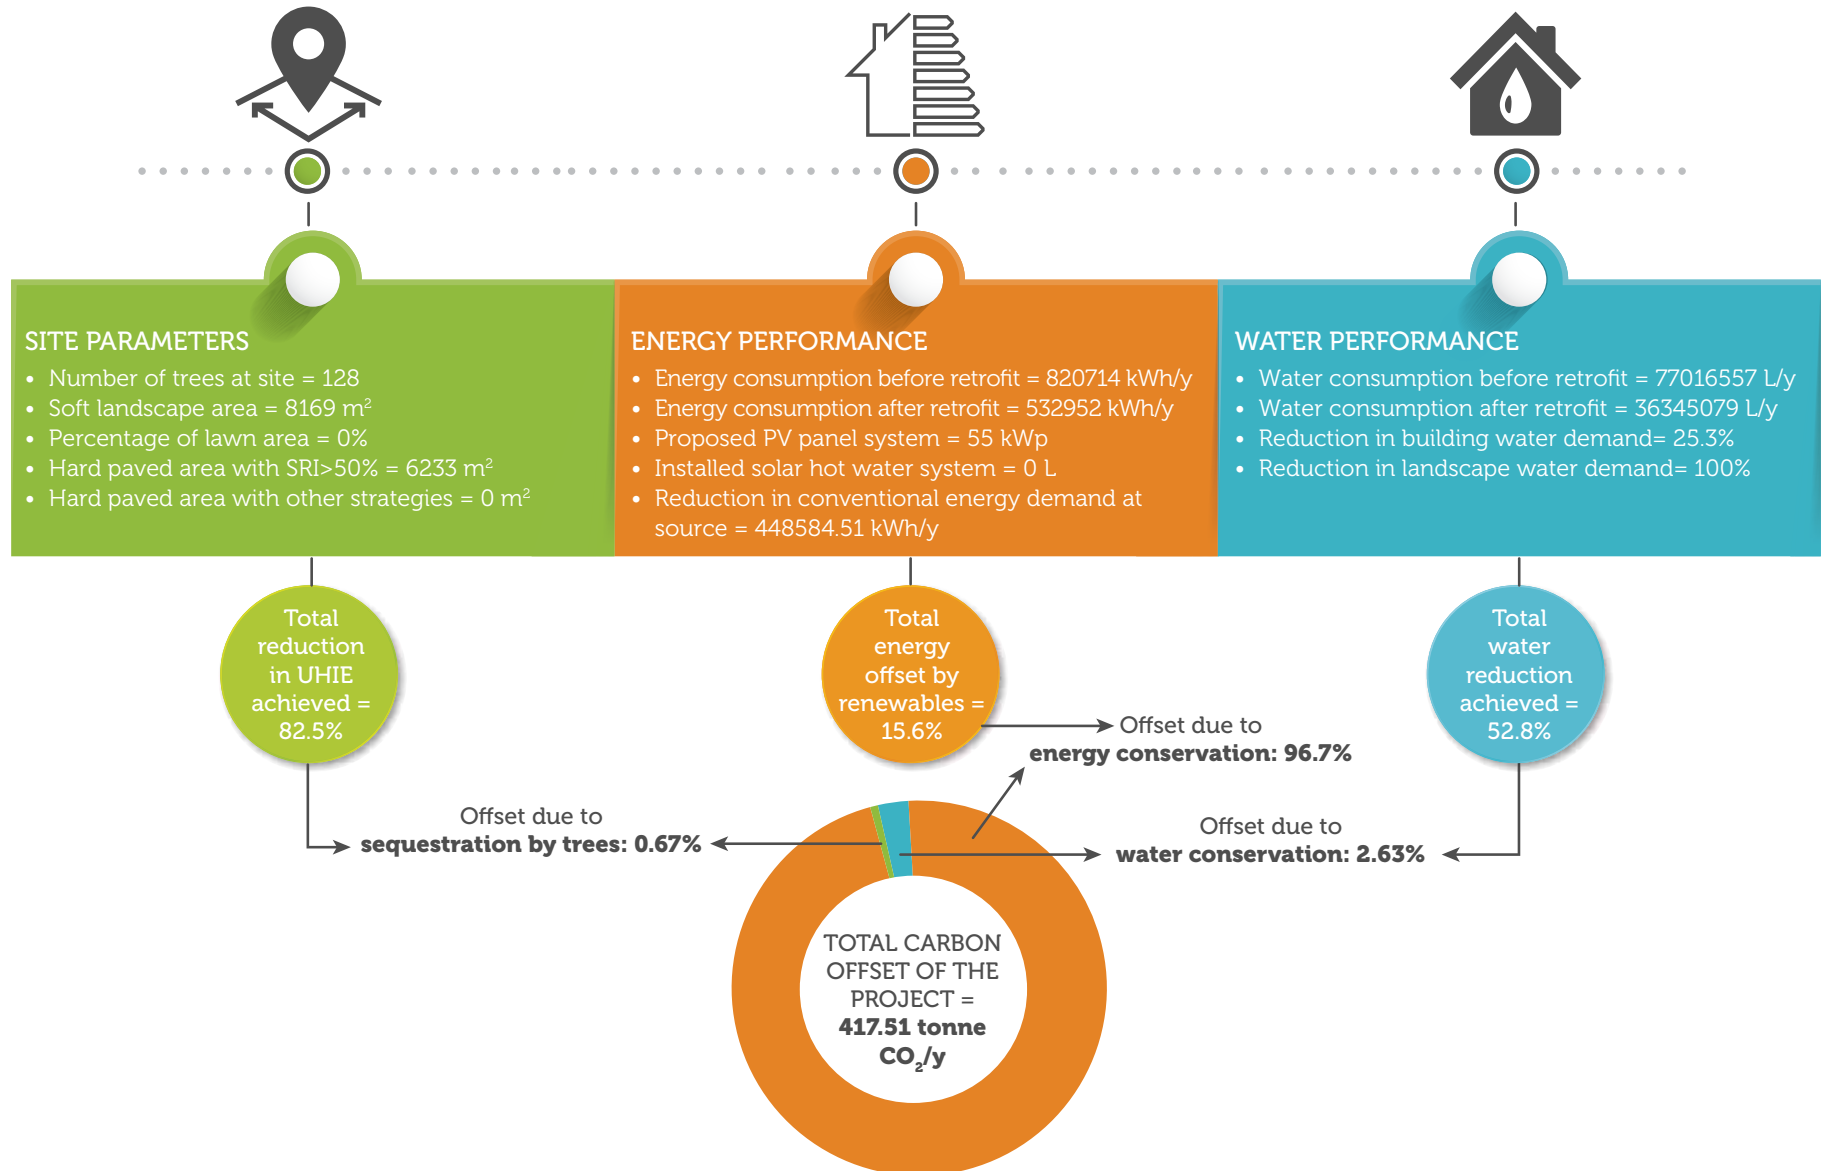 SITE PARAMETERS
• Number of trees at site = 128
• Soft landscape area = 8169 m²
• Percentage of lawn area = 0%
• Hard paved area with SRI>50% = 6233 m²
• Hard paved area with other strategies = 0 m²
ENERGY PERFORMANCE
• Energy consumption before retrofit = 820714 kWh/y
• Energy consumption after retrofit = 532952 kWh/y
• Proposed PV panel system = 55 kWp
• Installed solar hot water system = 0 L
• Reduction in conventional energy demand at
source = 448584.51 kWh/y
WATER PERFORMANCE
• Water consumption before retrofit = 77016557 L/y
• Water consumption after retrofit = 36345079 L/y
• Reduction in building water demand= 25.3%
• Reduction in landscape water demand= 100%
Total
reduction
in UHIE
achieved =
82.5%
Total
energy
offset by
renewables =
15.6%
Total
water
reduction
achieved =
52.8%
Offset due to
energy conservation: 96.7%
Offset due to
sequestration by trees: 0.67%
Offset due to
water conservation: 2.63%
TOTAL CARBON
OFFSET OF THE
PROJECT =
417.51 tonne
CO₂/y